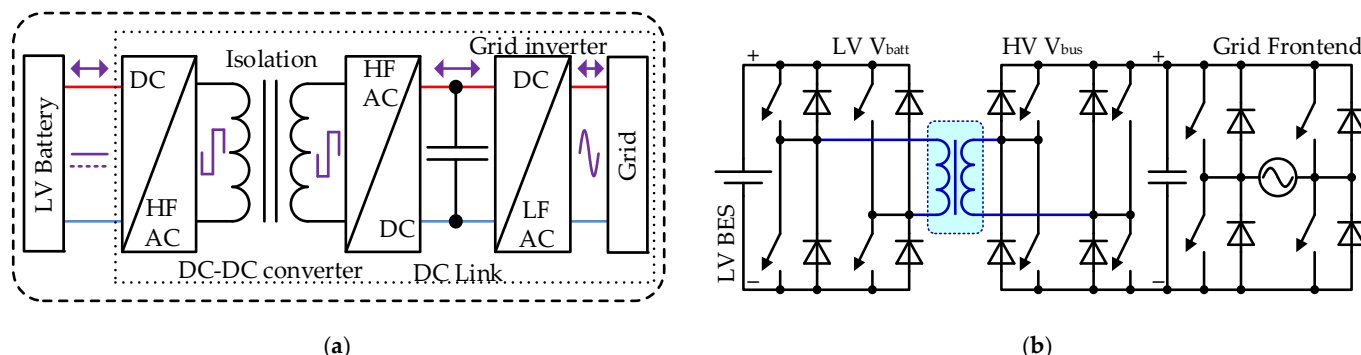 LV Battery
DC
HF
AC
Isolation
HF
AC
DC
Grid inverter
DC
LF
AC
Grid
DC-DC converter
DC Link
(a)
LV BES
+
−
LV Vbatt
HV Vbus
+
−
Grid Frontend
(b)